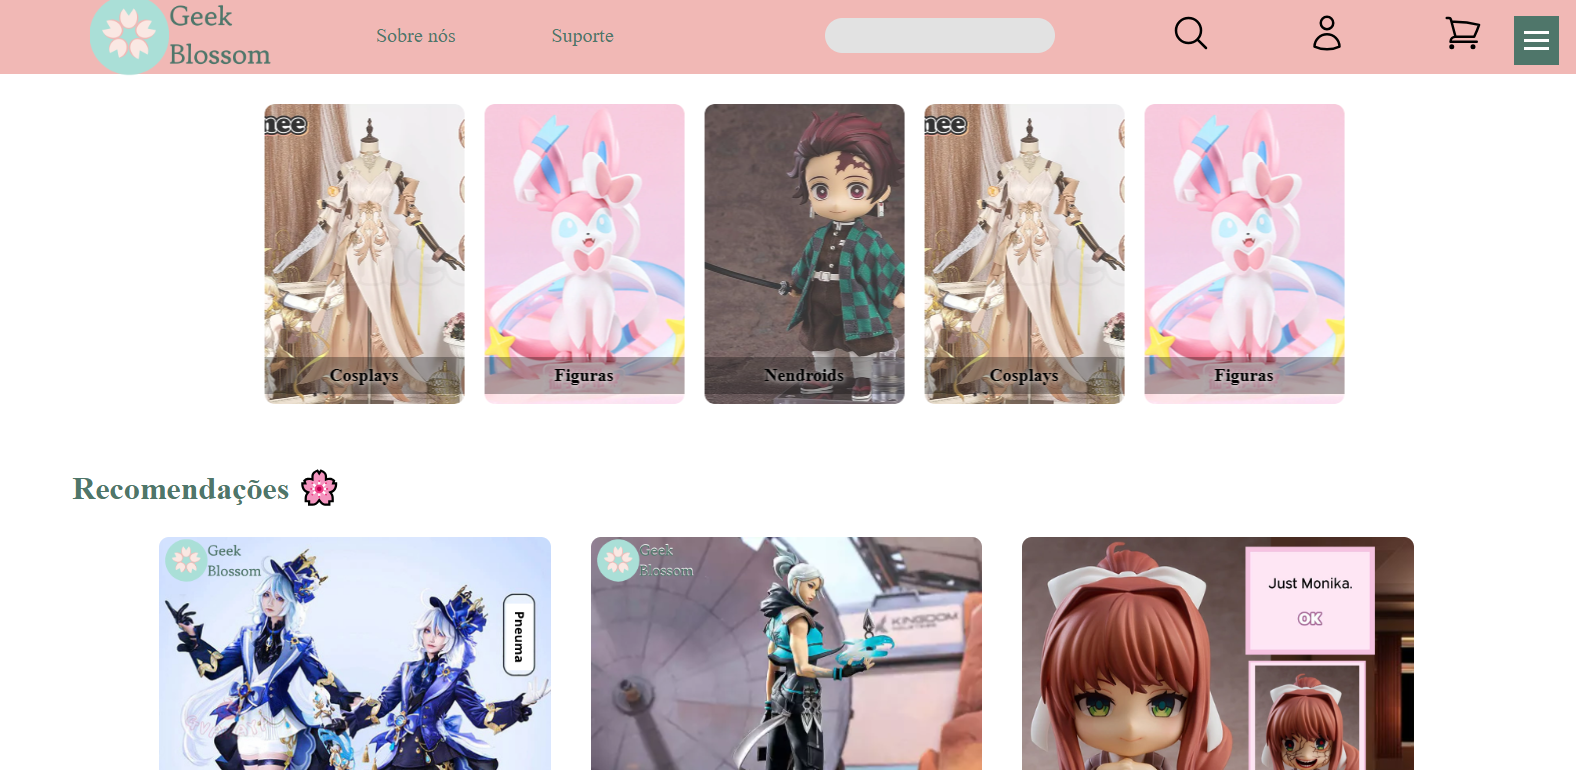 Geek
Blossom
Sobre nós
Suporte
nee
nee
Cosplays
Figuras
Nendroids
Cosplays
Figuras
Recomendações
Geek
Blossom
Pneuma
Geek
Blossom
KINGDOM
Just Monika.
OK